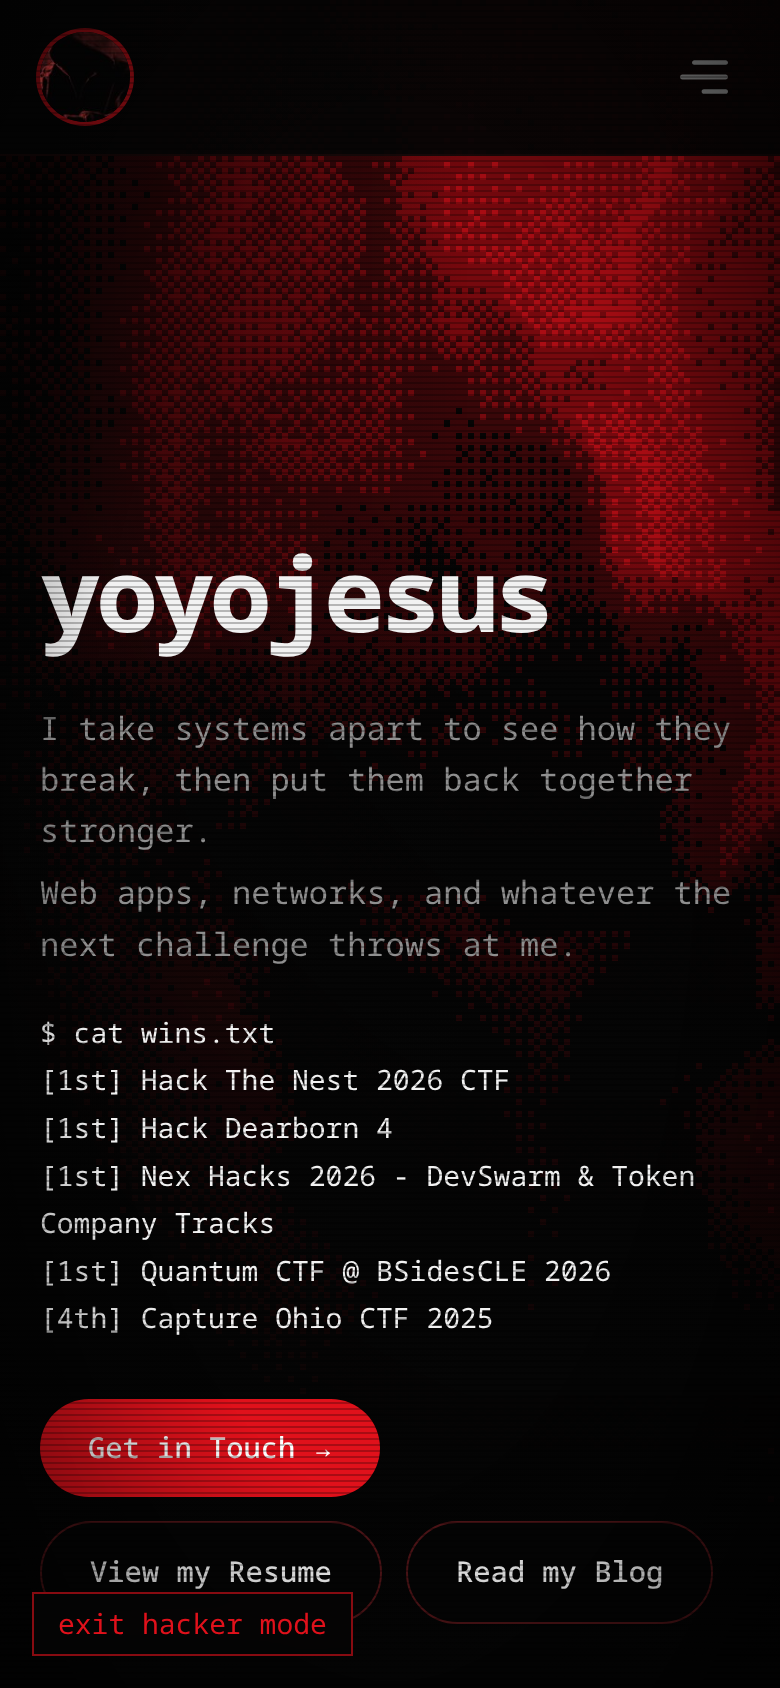 yoyojesus
I take systems apart to see how they
break, then put them back together
stronger.
Web apps, networks, and whatever the
next challenge throws at me.
$ cat wins.txt
[1st] Hack The Nest 2026 CTF
[1st] Hack Dearborn 4
[1st] Nex Hacks 2026 - DevSwarm & Token
Company Tracks
[1st] Quantum CTF @ BSidesCLE 2026
[4th] Capture Ohio CTF 2025
Get in Touch →
View my Resume
Read my Blog
exit hacker mode